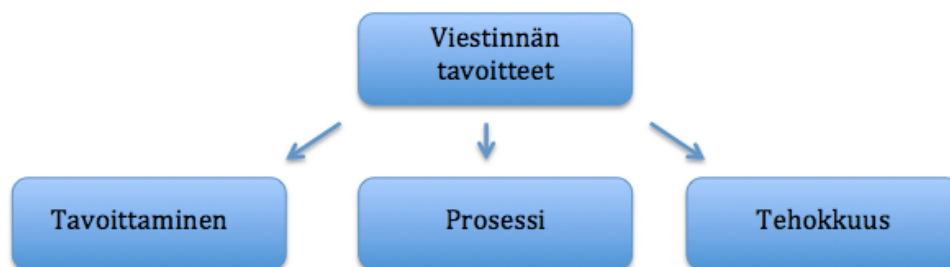 Viestinnän
tavoitteet
Tavoittaminen
Prosessi
Tehokkuus